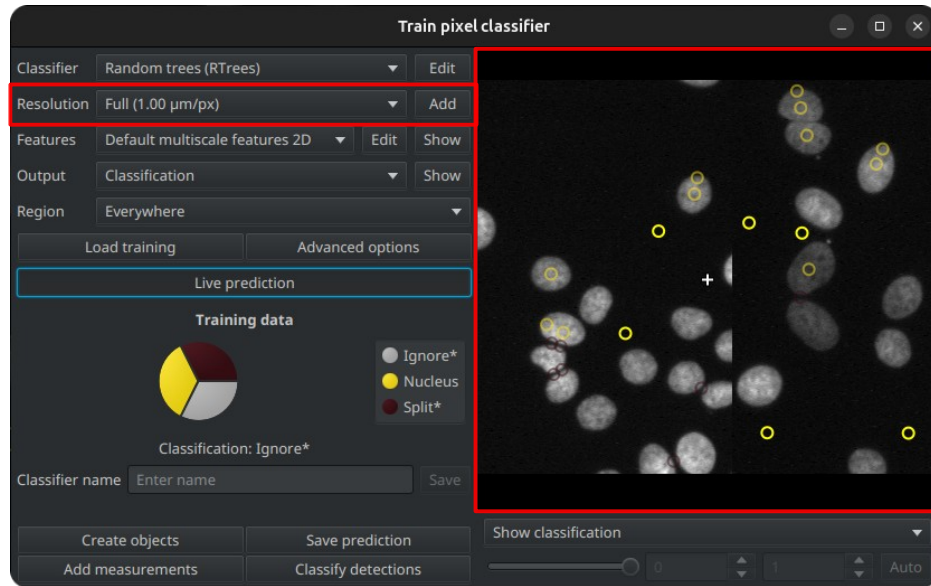 Train pixel classifier
Classifier Random trees (RTrees) Edit
Resolution Full (1.00 µm/px) Add
Features Default multiscale features 2D Edit Show
Output Classification Show
Region Everywhere
Load training Advanced options
Live prediction
Training data
Ignore*
Nucleus
Split*
Classification: Ignore*
Classifier name Enter name Save
Create objects Save prediction
Add measurements Classify detections
Show classification
0 1 Auto